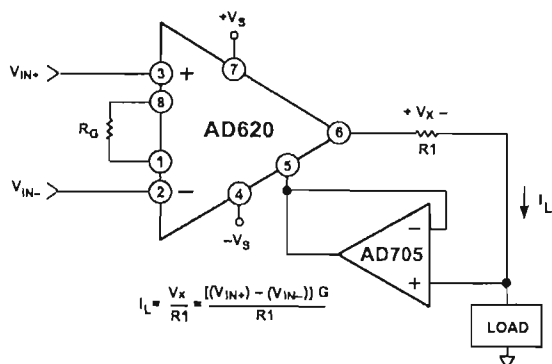 +VS
VIN+
3
+
7
8
RG
AD620
6
+ VX −
R1
1
5
VIN−
2
−
4
−VS
IL
−
AD705
+
IL = VX / R1 = [(VIN+) − (VIN−)] G / R1
LOAD